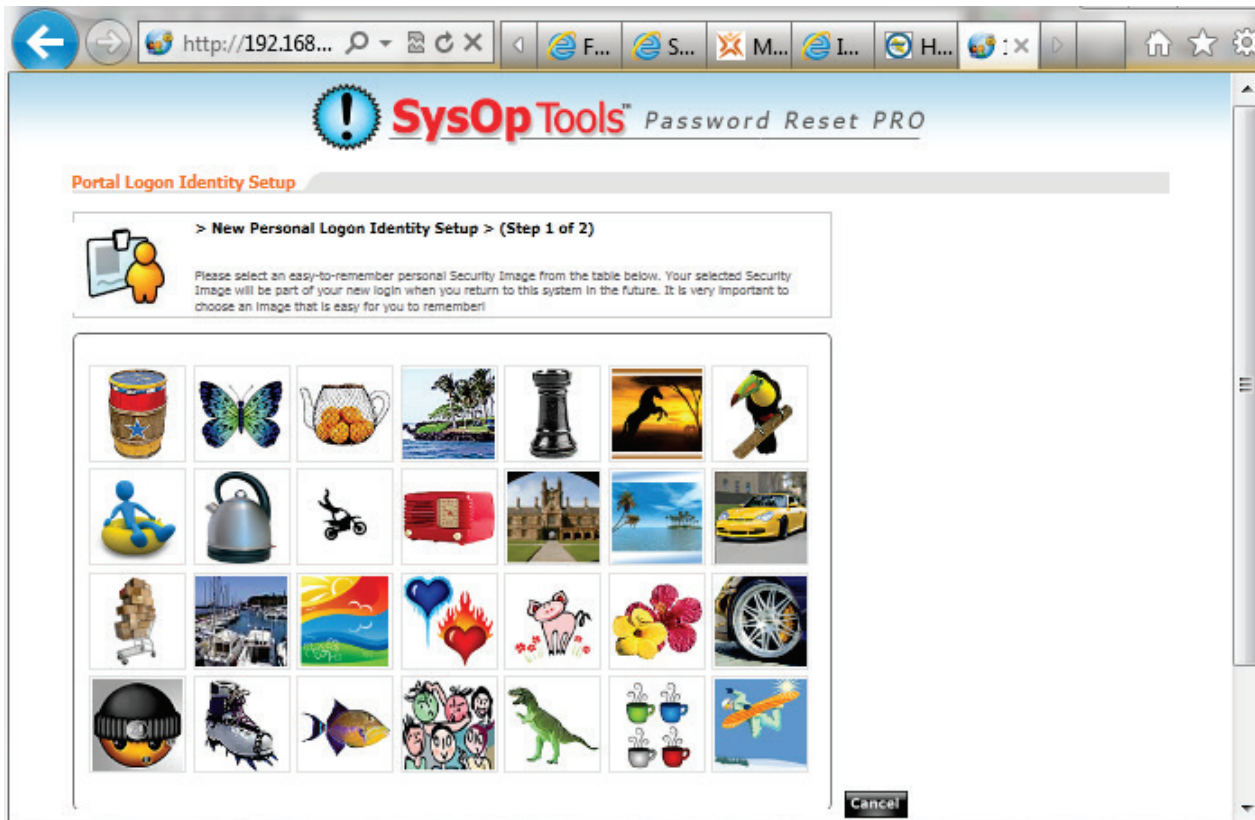 http://192.168...
F...
S...
M...
I...
H...
SysOp Tools™ Password Reset PRO
Portal Logon Identity Setup
> New Personal Logon Identity Setup > (Step 1 of 2)
Please select an easy-to-remember personal Security Image from the table below. Your selected Security
Image will be part of your new login when you return to this system in the future. It is very important to
choose an image that is easy for you to remember!
Cancel